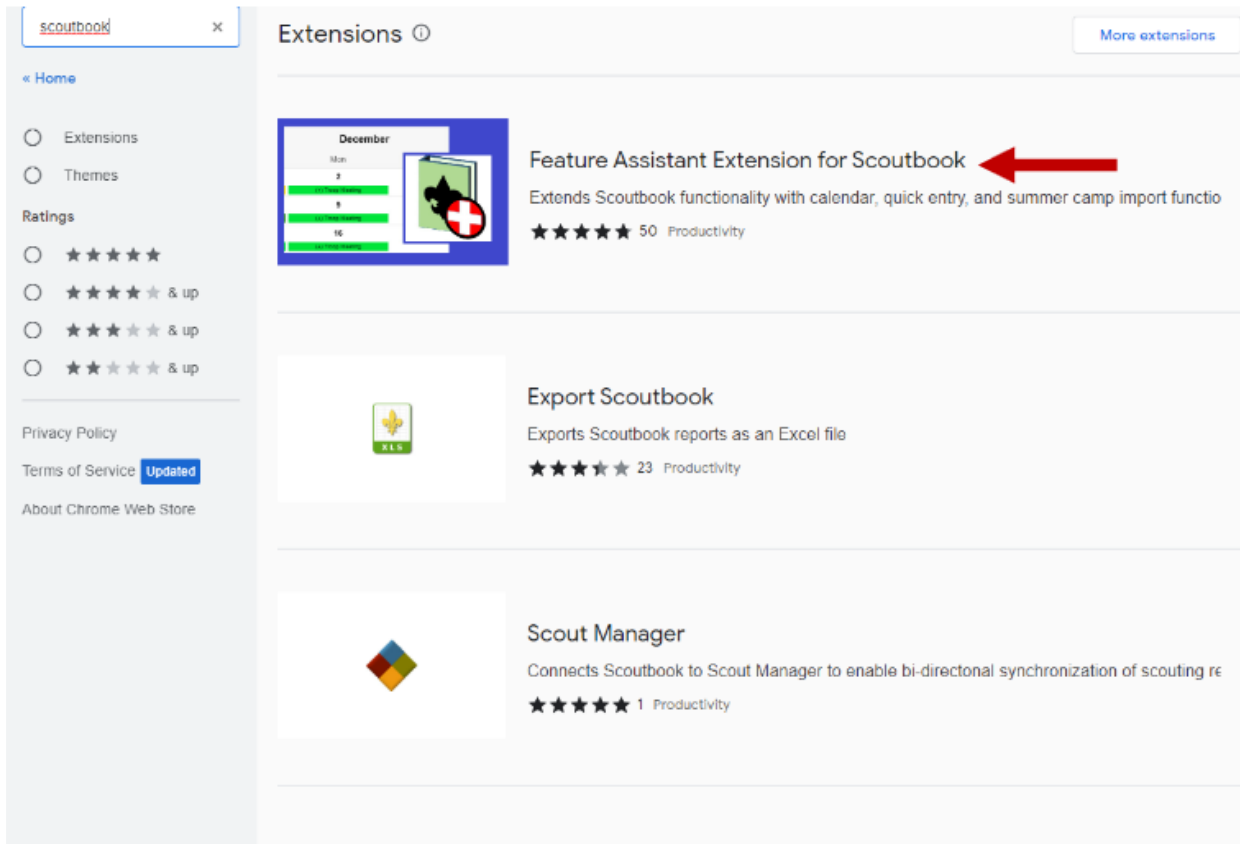 scoutbook ×
« Home
Extensions
Themes
Ratings
& up
& up
& up
Privacy Policy
Terms of Service Updated
About Chrome Web Store
Extensions
More extensions
December
Mon
2
9
16
Feature Assistant Extension for Scoutbook
Extends Scoutbook functionality with calendar, quick entry, and summer camp import functio
50 Productivity
XLS
Export Scoutbook
Exports Scoutbook reports as an Excel file
23 Productivity
Scout Manager
Connects Scoutbook to Scout Manager to enable bi-directonal synchronization of scouting re
1 Productivity